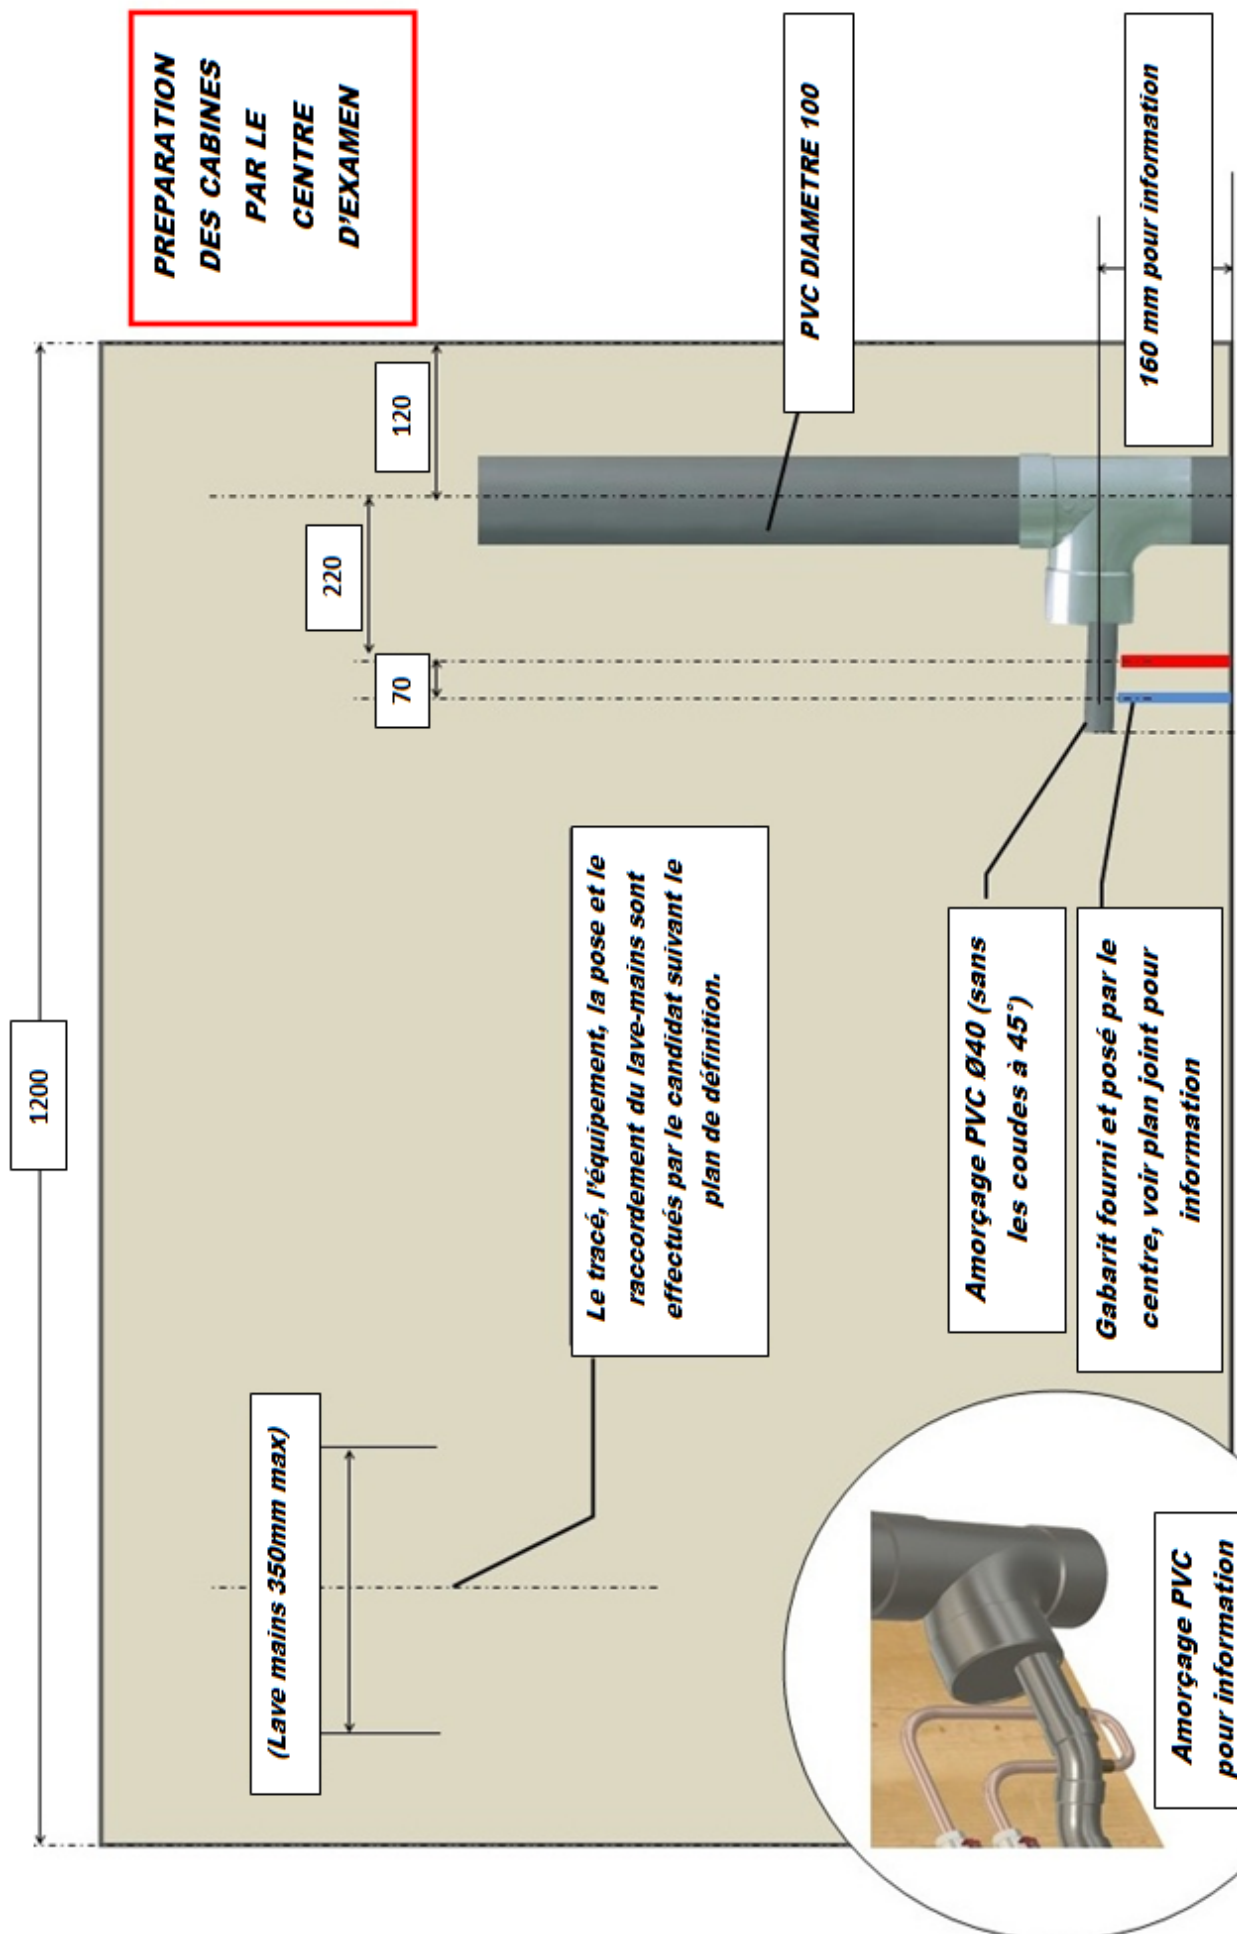 PREPARATION
DES CABINES
PAR LE
CENTRE
D'EXAMEN
1200
120
220
70
(Lave mains 350mm max)
PVC DIAMETRE 100
Le tracé, l'équipement, la pose et le
raccordement du lave-mains sont
effectués par le candidat suivant le
plan de définition.
160 mm pour information
Amorçage PVC Ø40 (sans
les coudes à 45°)
Gabarit fourni et posé par le
centre, voir plan joint pour
information
Amorçage PVC
pour information